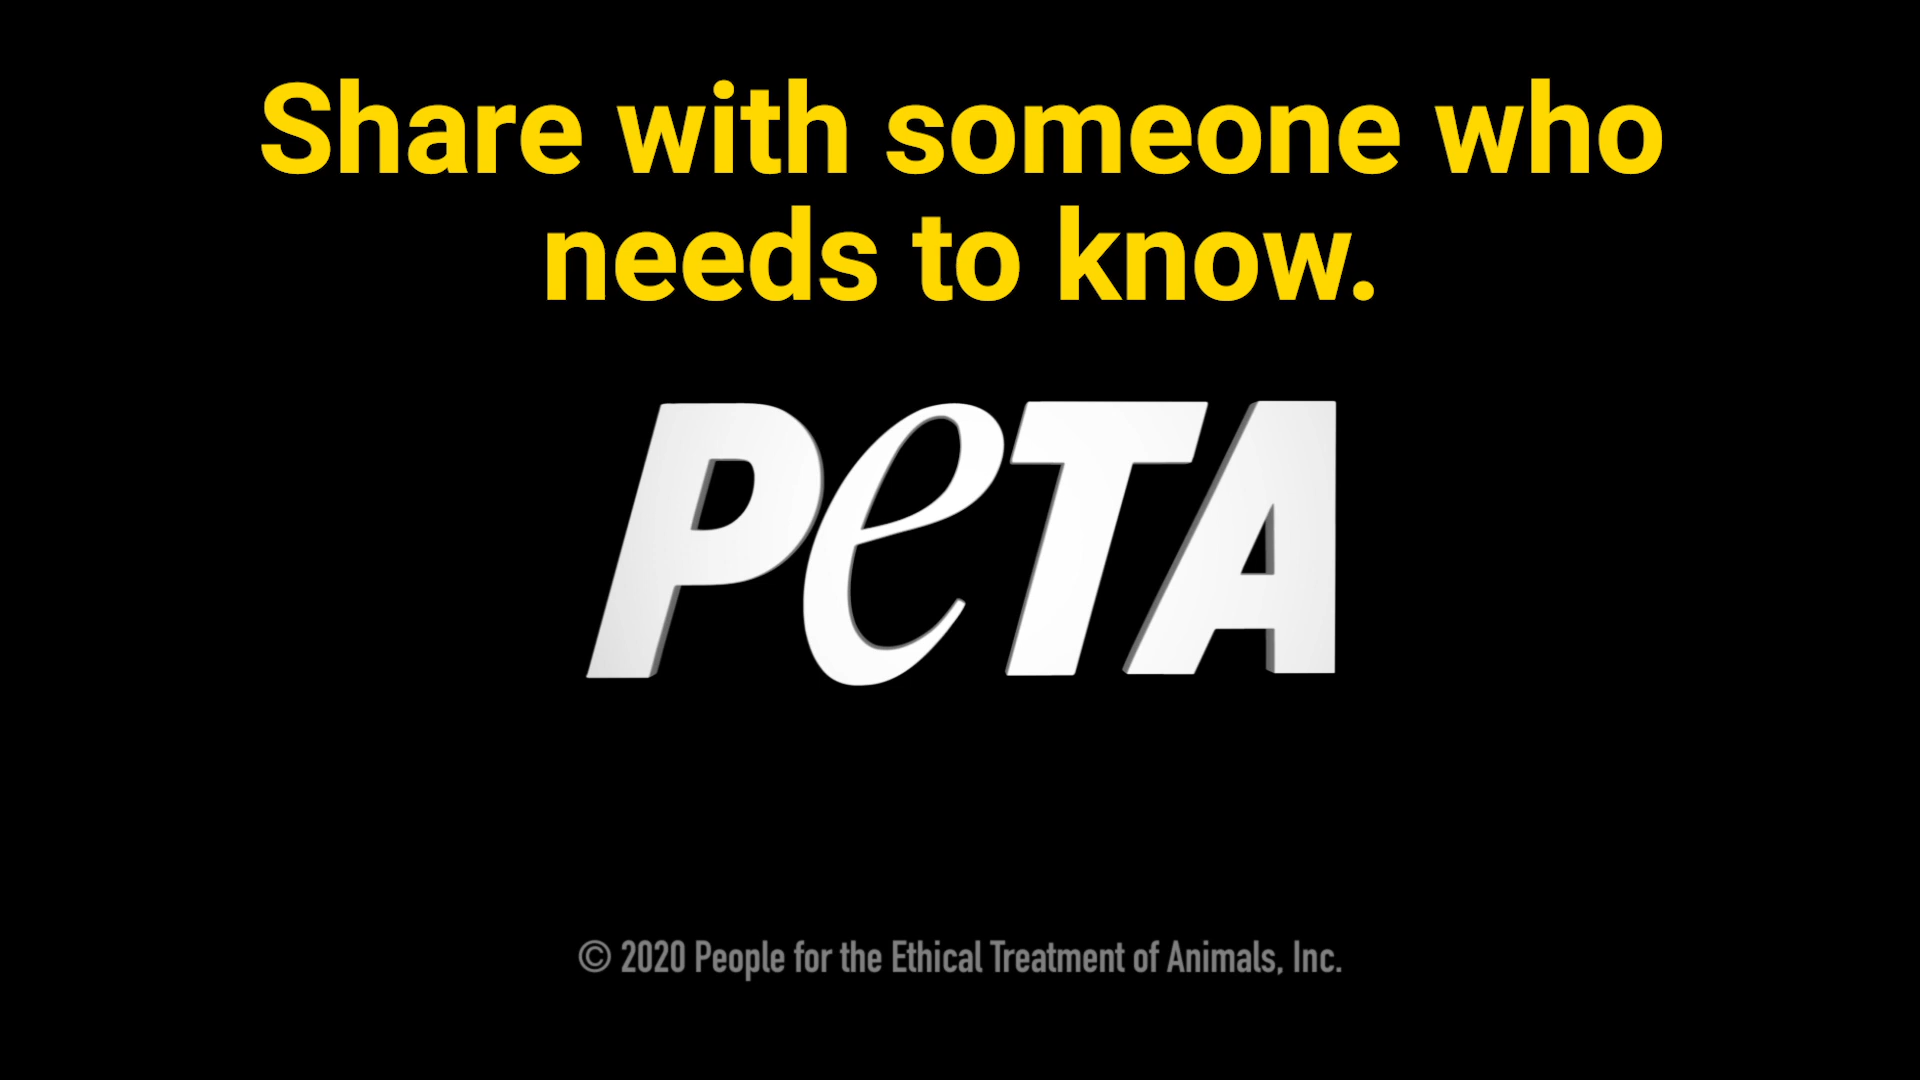 Share with someone who
needs to know.
PeTA
© 2020 People for the Ethical Treatment of Animals, Inc.